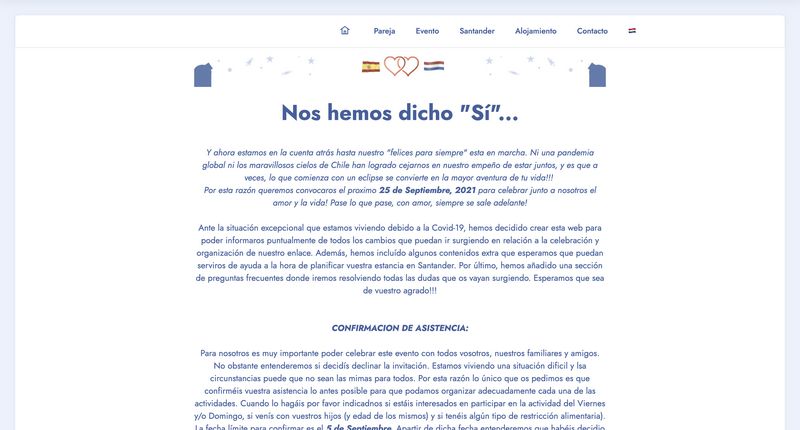 Pareja Evento Santander Alojamiento Contacto
Nos hemos dicho "Sí"...
Y ahora estamos en la cuenta atrás hasta nuestro "felices para siempre" esta en marcha. Ni una pandemia
global ni los maravillosos cielos de Chile han logrado cejarnos en nuestro empeño de estar juntos, y es que a
veces, lo que comienza con un eclipse se convierte en la mayor aventura de tu vida!!!
Por esta razón queremos convocaros el proximo 25 de Septiembre, 2021 para celebrar junto a nosotros el
amor y la vida! Pase lo que pase, con amor, siempre se sale adelante!
Ante la situación excepcional que estamos viviendo debido a la Covid-19, hemos decidido crear esta web para
poder informaros puntualmente de todos los cambios que puedan ir surgiendo en relación a la celebración y
organización de nuestro enlace. Además, hemos incluído algunos contenidos extra que esperamos que puedan
serviros de ayuda a la hora de planificar vuestra estancia en Santander. Por último, hemos añadido una sección
de preguntas frecuentes donde iremos resolviendo todas las dudas que os vayan surgiendo. Esperamos que sea
de vuestro agrado!!!
CONFIRMACION DE ASISTENCIA:
Para nosotros es muy importante poder celebrar este evento con todos vosotros, nuestros familiares y amigos.
No obstante entenderemos si decidís declinar la invitación. Estamos viviendo una situación dificil y lsa
circunstancias puede que no sean las mimas para todos. Por esta razón lo único que os pedimos es que
confirméis vuestra asistencia lo antes posible para que podamos organizar adecuadamente cada una de las
actividades. Cuando lo hagáis por favor indicadnos si estáis interesados en participar en la actividad del Viernes
y/o Domingo, si venís con vuestros hijos (y edad de los mismos) y si tenéis algún tipo de restricción alimentaria).
La fecha límite para confirmar es el 5 de Septiembre. Apartir de dicha fecha entenderemos que habéis decidio